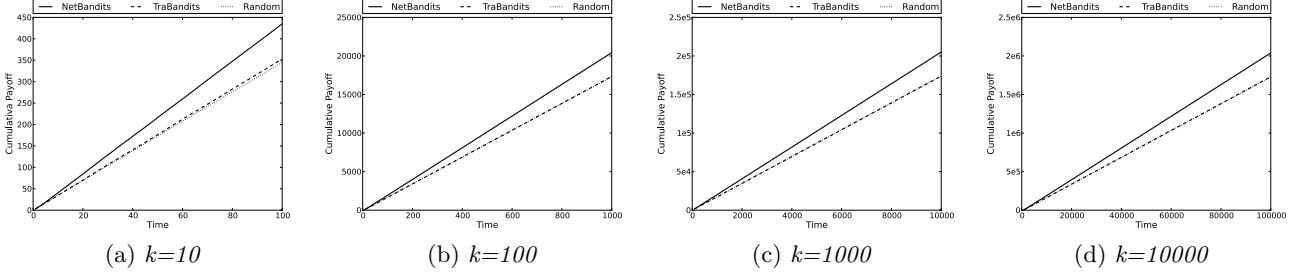 NetBandits TraBandits Random
450
400
350
300
250
200
150
100
50
0
Cumulativa Payoff
0 20 40 60 80 100
Time
(a) k=10
NetBandits TraBandits Random
25000
20000
15000
10000
5000
0
Cumulative Payoff
0 200 400 600 800 1000
Time
(b) k=100
NetBandits TraBandits Random
2.5e5
2e5
1.5e5
1e5
5e4
0
Cumulative Payoff
0 2000 4000 6000 8000 10000
Time
(c) k=1000
NetBandits TraBandits Random
2.5e6
2e6
1.5e6
1e6
5e5
0
Cumulative Payoff
0 20000 40000 60000 80000 100000
Time
(d) k=10000